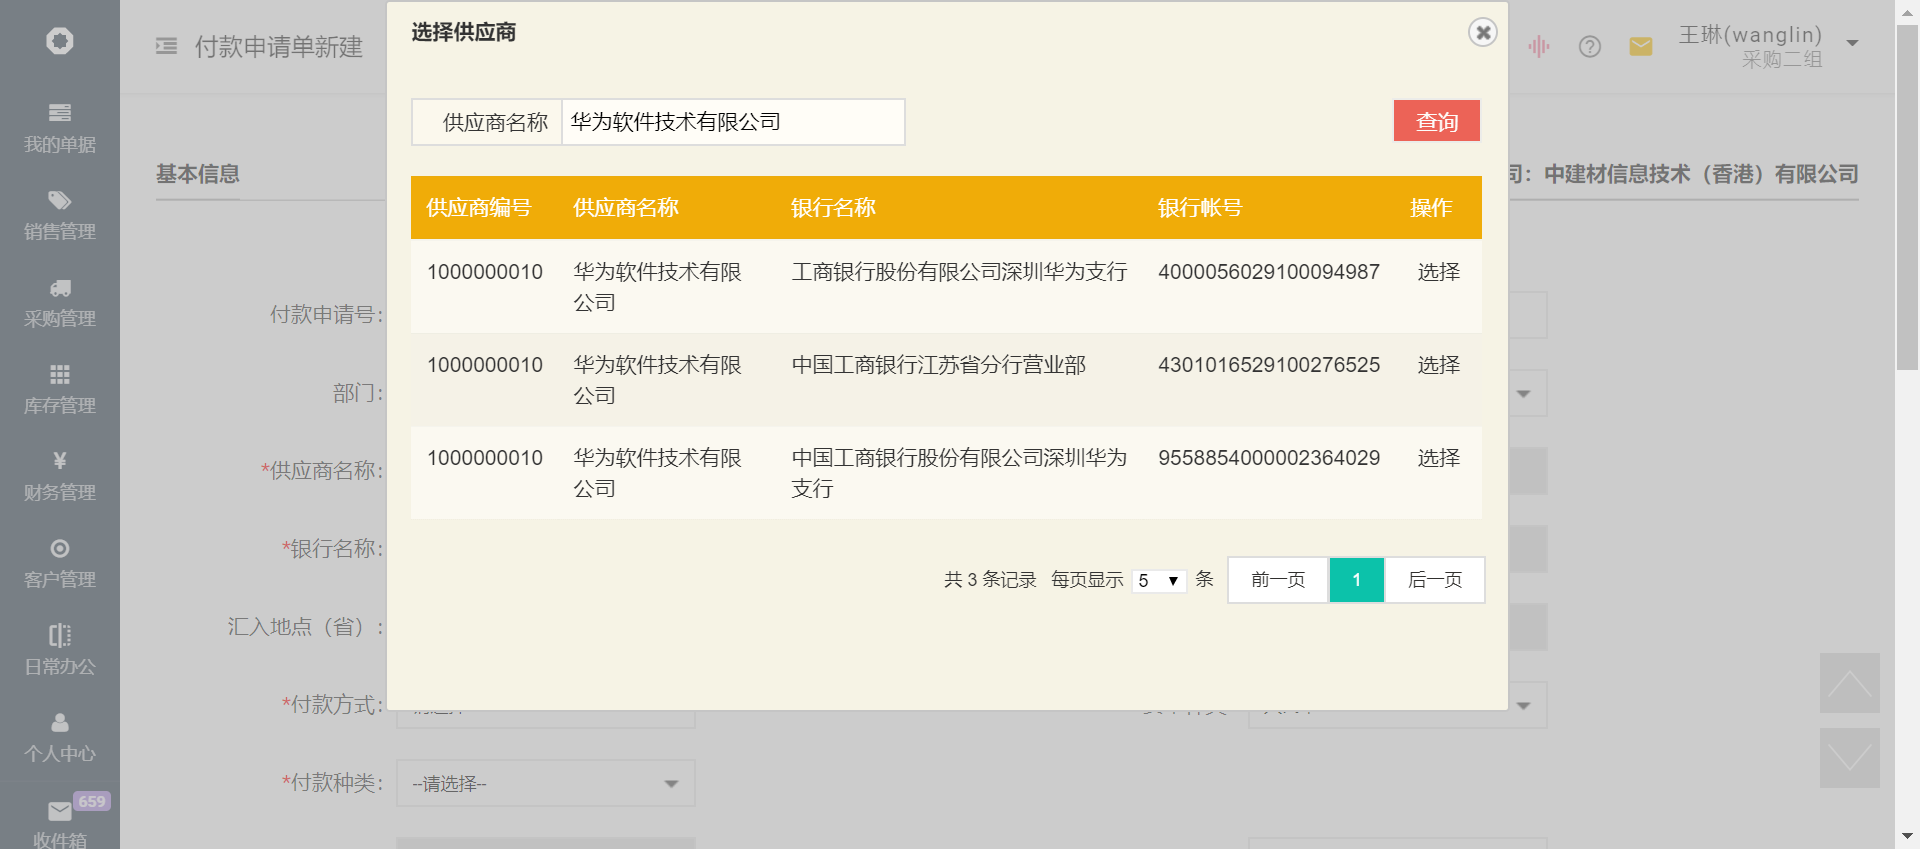 选择供应商
付款申请单新建
王琳(wanglin)
采购二组
我的单据
销售管理
采购管理
库存管理
¥
财务管理
客户管理
日常办公
个人中心
659
收件箱
基本信息
司：中建材信息技术（香港）有限公司
供应商名称 华为软件技术有限公司 查询
供应商编号 供应商名称 银行名称 银行帐号 操作
1000000010 华为软件技术有限 工商银行股份有限公司深圳华为支行 4000056029100094987 选择
公司
1000000010 华为软件技术有限 中国工商银行江苏省分行营业部 4301016529100276525 选择
公司
1000000010 华为软件技术有限 中国工商银行股份有限公司深圳华为 9558854000002364029 选择
公司 支行
共 3 条记录 每页显示 5 条 前一页 1 后一页
付款申请号:
部门:
*供应商名称:
*银行名称:
汇入地点（省）:
*付款方式:
*付款种类: --请选择--